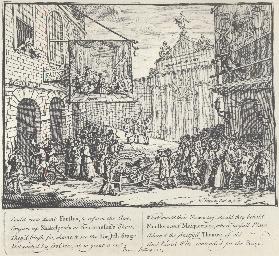 Could new dumb Faustus, to reform the Age,
Conjure up Shakespear's or Ben Johnson's Ghost,
They'd blush for shame, to see the English Stage
Debauch'd by fool'ries, at so great a cost.
What would their Manes say? should they behold
Monsters and Masquerades, where usefull Plays
Adorn'd the fruitfull Theatre of old,
And Rival Wits contended for the Bays.